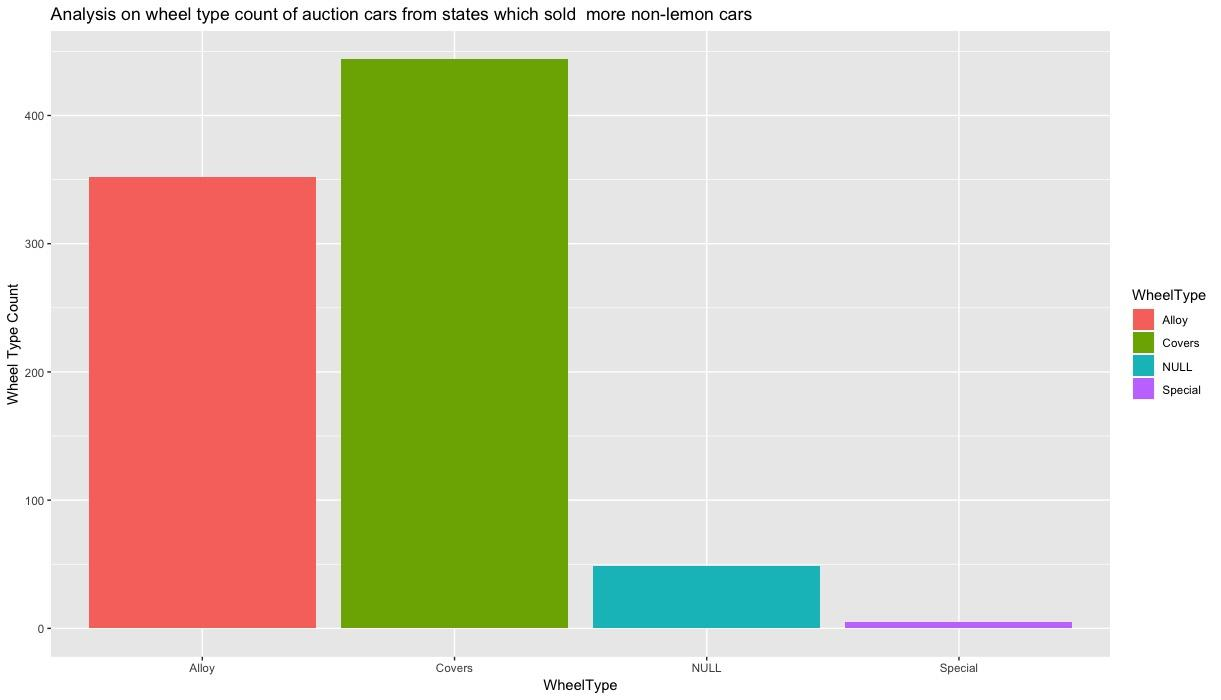 Analysis on wheel type count of auction cars from states which sold  more non-lemon cars
Wheel Type Count
400
300
200
100
0
Alloy
Covers
NULL
Special
WheelType
WheelType
Alloy
Covers
NULL
Special